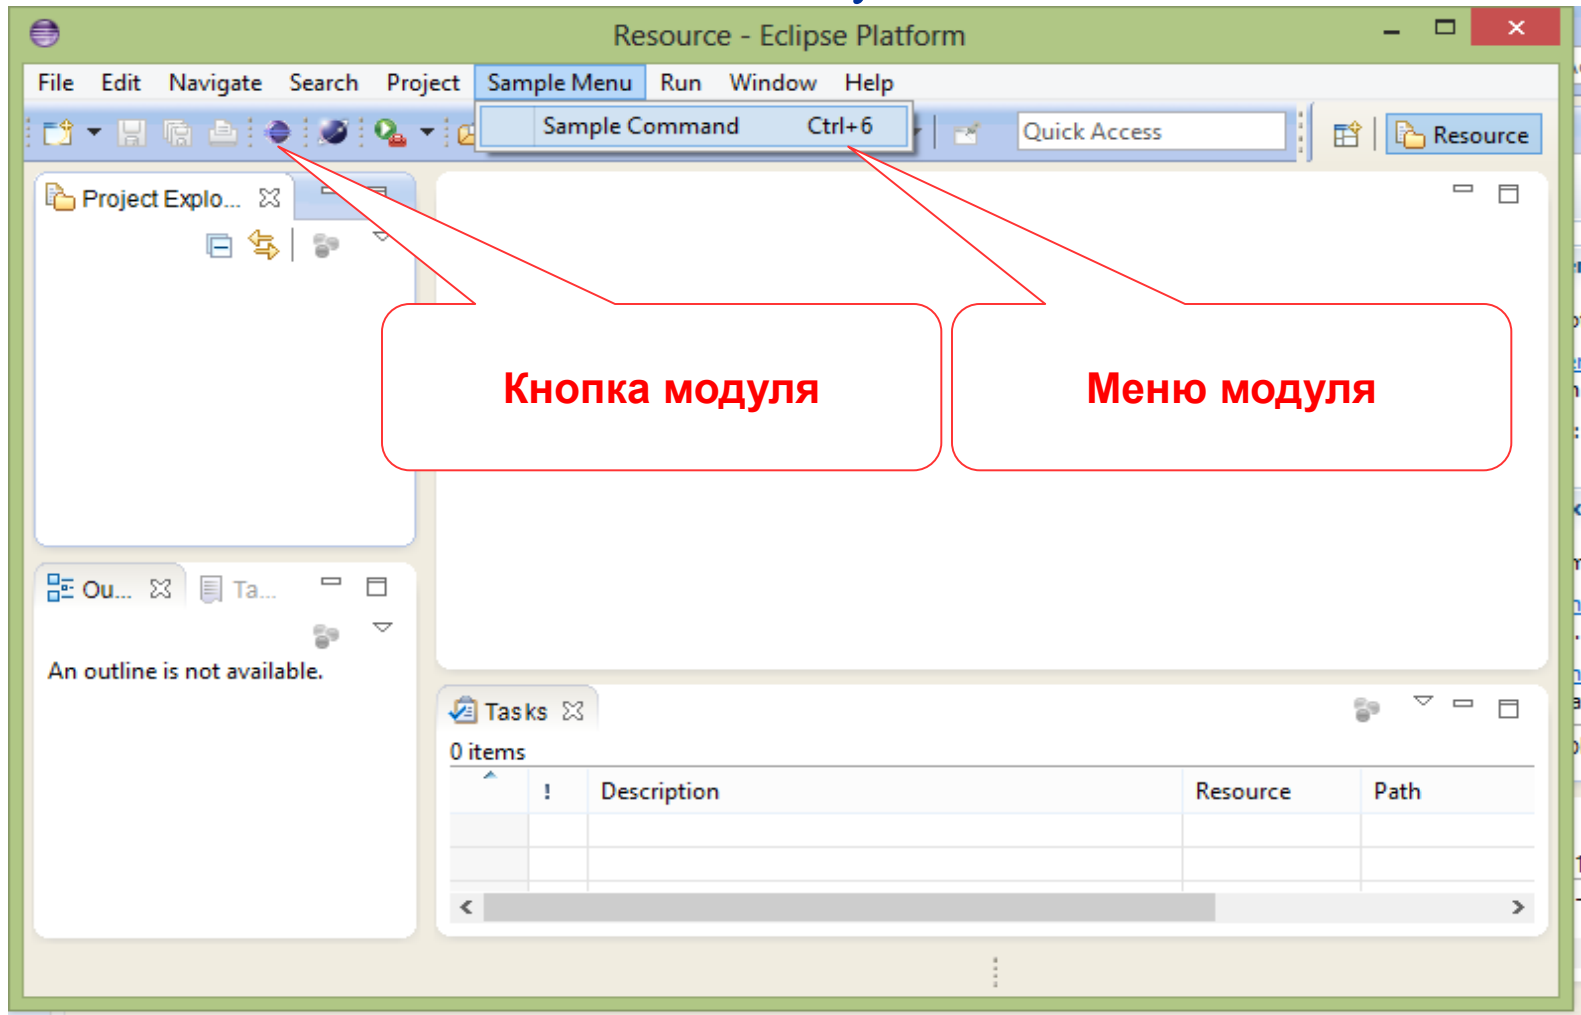 Resource - Eclipse Platform
File Edit Navigate Search Project Sample Menu Run Window Help
Sample Command Ctrl+6
Quick Access
Resource
Project Explo...
Кнопка модуля
Меню модуля
Ou... Ta...
An outline is not available.
Tasks
0 items
! Description Resource Path